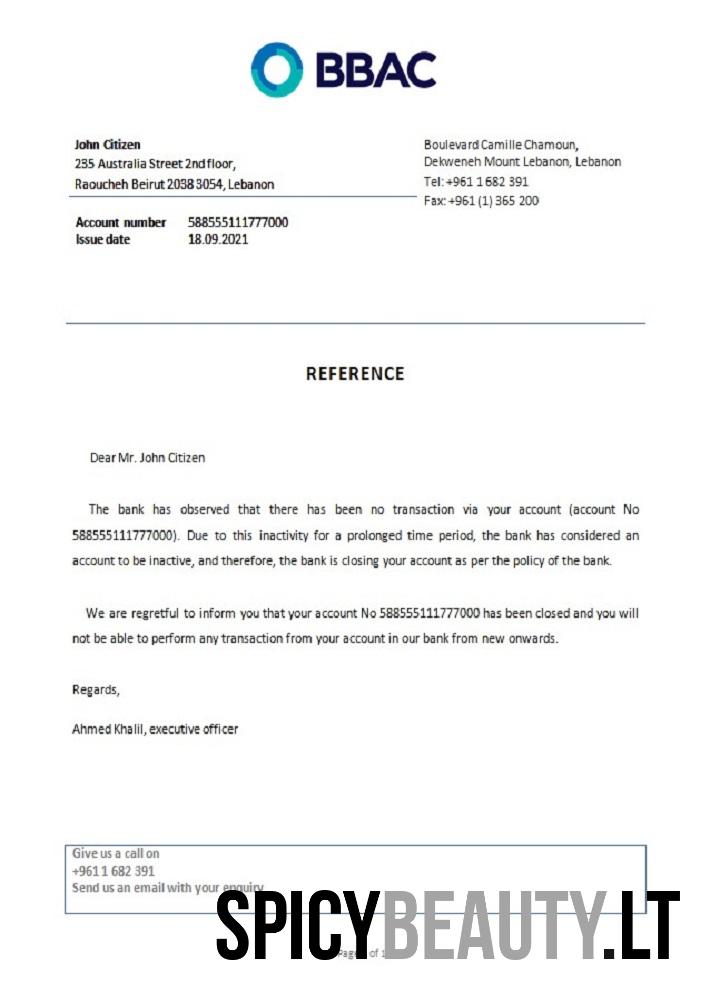 BBAC
John Citizen
235 Australia Street 2nd floor,
Raoucheh Beirut 2038 3054, Lebanon
Boulevard Camille Chamoun,
Dekweneh Mount Lebanon, Lebanon
Tel: +961 1 682 391
Fax: +961 (1) 365 200
Account number 588555111777000
Issue date 18.09.2021
REFERENCE
Dear Mr. John Citizen
The bank has observed that there has been no transaction via your account (account No
588555111777000). Due to this inactivity for a prolonged time period, the bank has considered an
account to be inactive, and therefore, the bank is closing your account as per the policy of the bank.
We are regretful to inform you that your account No 588555111777000 has been closed and you will
not be able to perform any transaction from your account in our bank from new onwards.
Regards,
Ahmed Khalil, executive officer
Give us a call on
+961 1 682 391
Send us an email with your enquiry
SPICYBEAUTY.LT
Page of 1